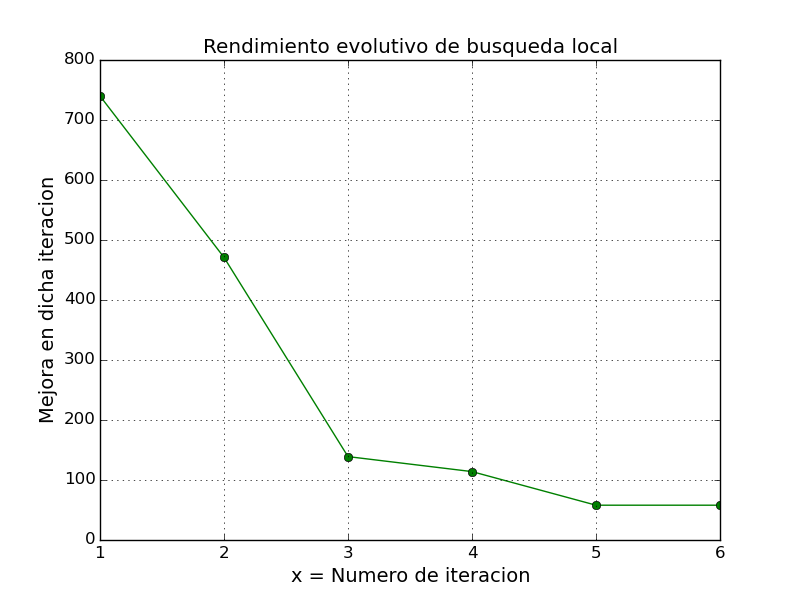 Rendimiento evolutivo de busqueda local
800
700
600
500
400
300
200
100
0
Mejora en dicha iteracion
1 2 3 4 5 6
x = Numero de iteracion